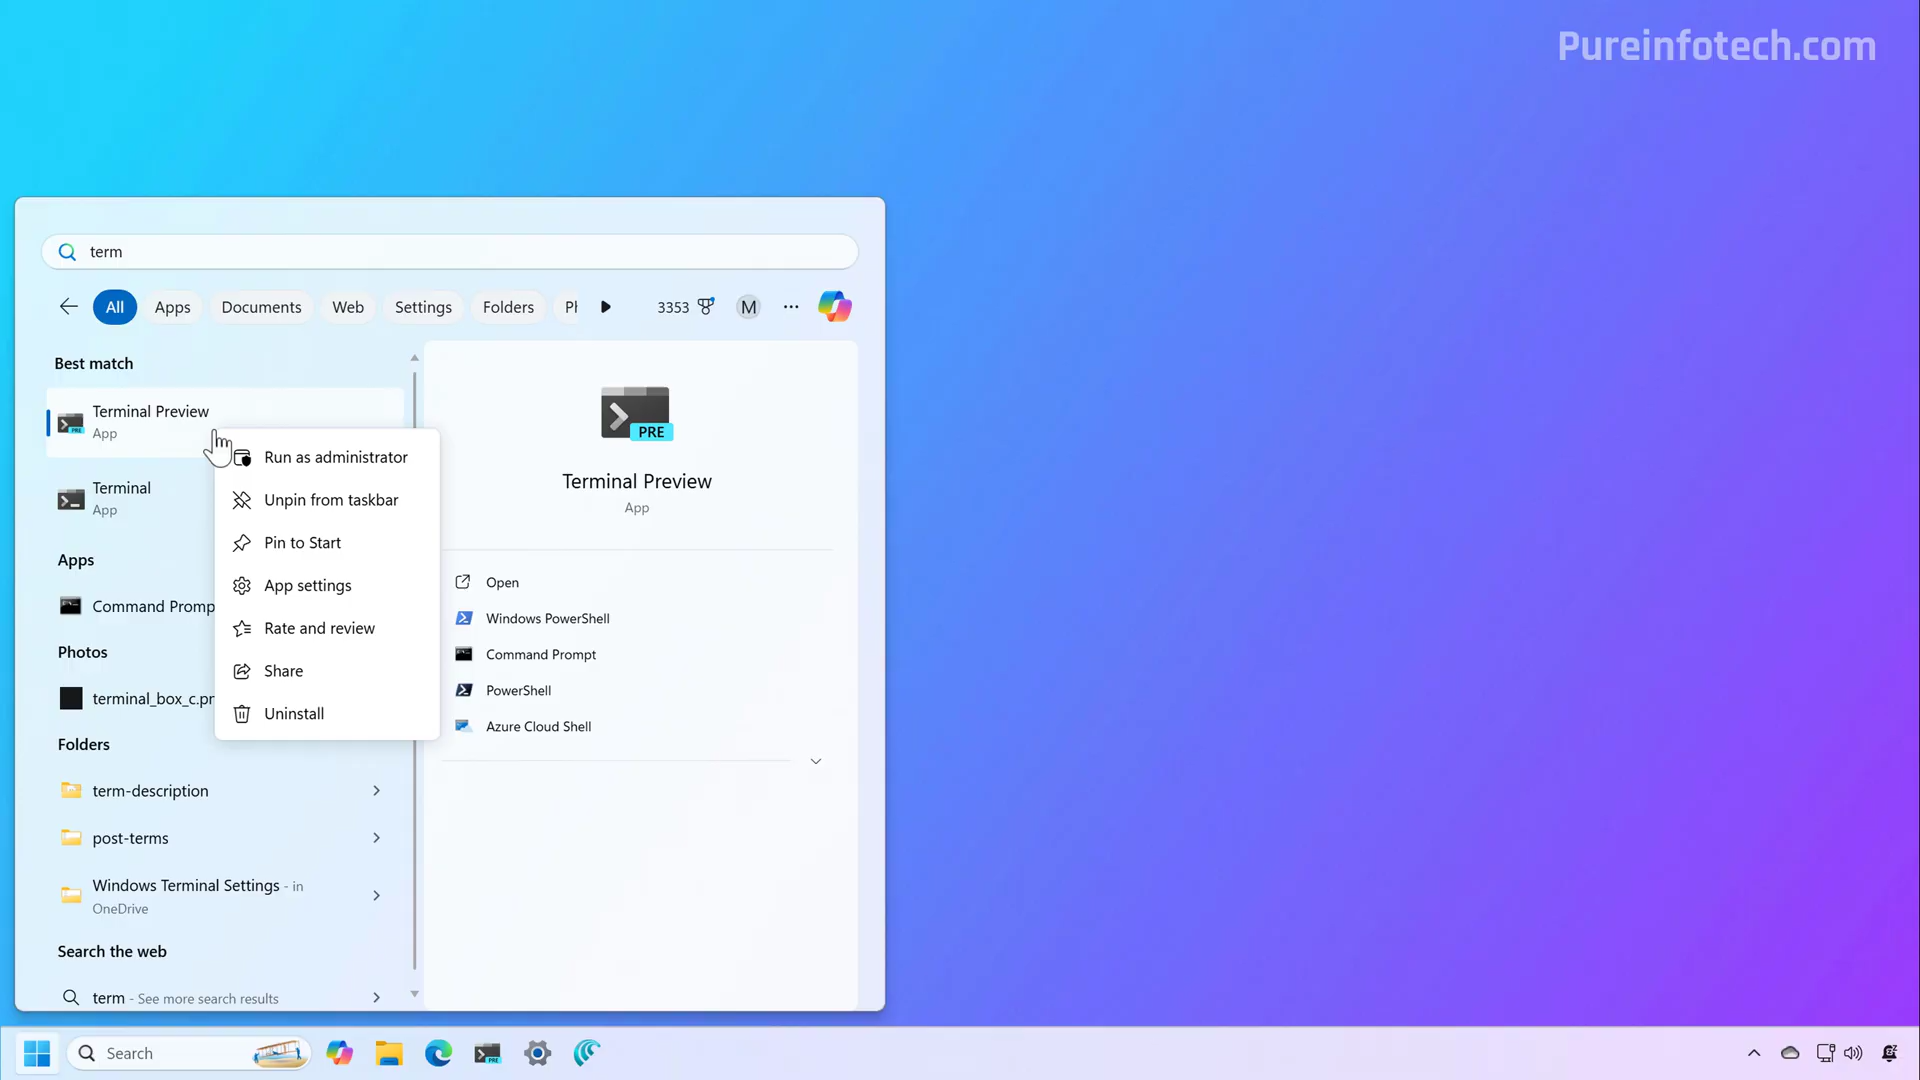 Pureinfotech.com
term
All
Apps
Documents
Web
Settings
Folders
3353
M
Best match
Terminal Preview
App
Terminal
App
Apps
Command Promp
Photos
terminal_box_c.pr
Folders
term-description
post-terms
Windows Terminal Settings - in
OneDrive
Search the web
term - See more search results
Run as administrator
Unpin from taskbar
Pin to Start
App settings
Rate and review
Share
Uninstall
PRE
Terminal Preview
App
Open
Windows PowerShell
Command Prompt
PowerShell
Azure Cloud Shell
Search